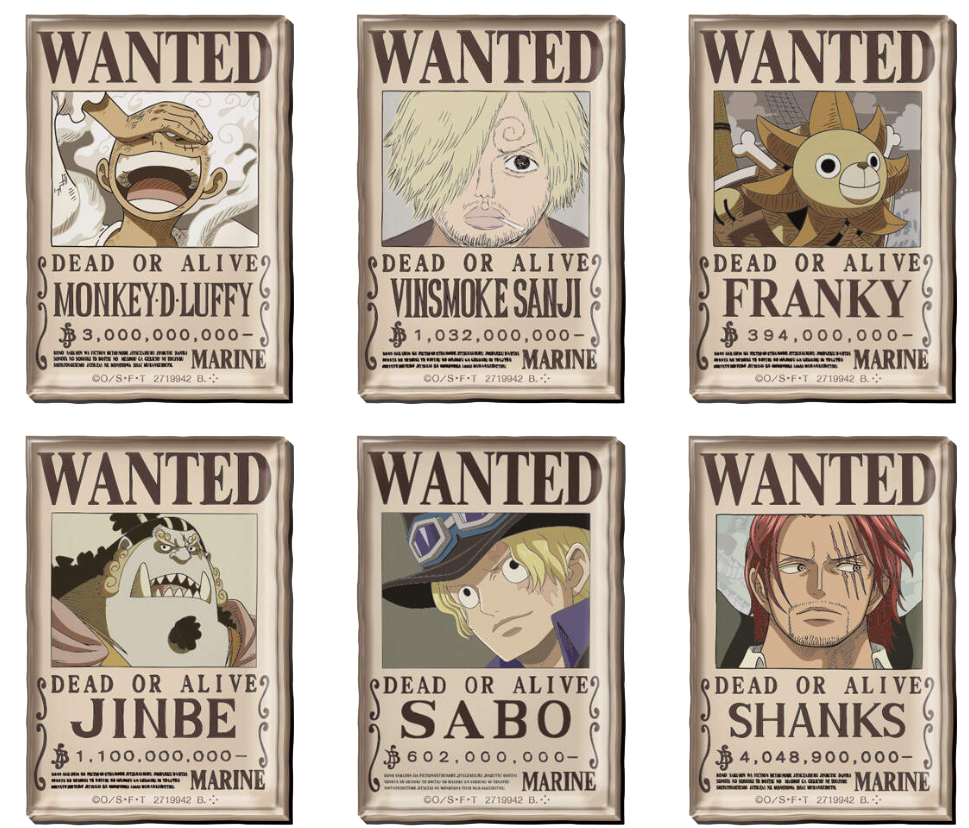 WANTED
DEAD OR ALIVE
MONKEY·D·LUFFY
3,000,000,000-
MARINE
©O/S・F・T 2719942 B.
WANTED
DEAD OR ALIVE
VINSMOKE SANJI
1,032,000,000-
MARINE
©O/S・F・T 2719942 B.
WANTED
DEAD OR ALIVE
FRANKY
394,000,000-
MARINE
©O/S・F・T 2719942 B.
WANTED
DEAD OR ALIVE
JINBE
1,100,000,000-
MARINE
©O/S・F・T 2719942 B.
WANTED
DEAD OR ALIVE
SABO
602,000,000-
MARINE
©O/S・F・T 2719942 B.
WANTED
DEAD OR ALIVE
SHANKS
4,048,900,000-
MARINE
©O/S・F・T 2719942 B.